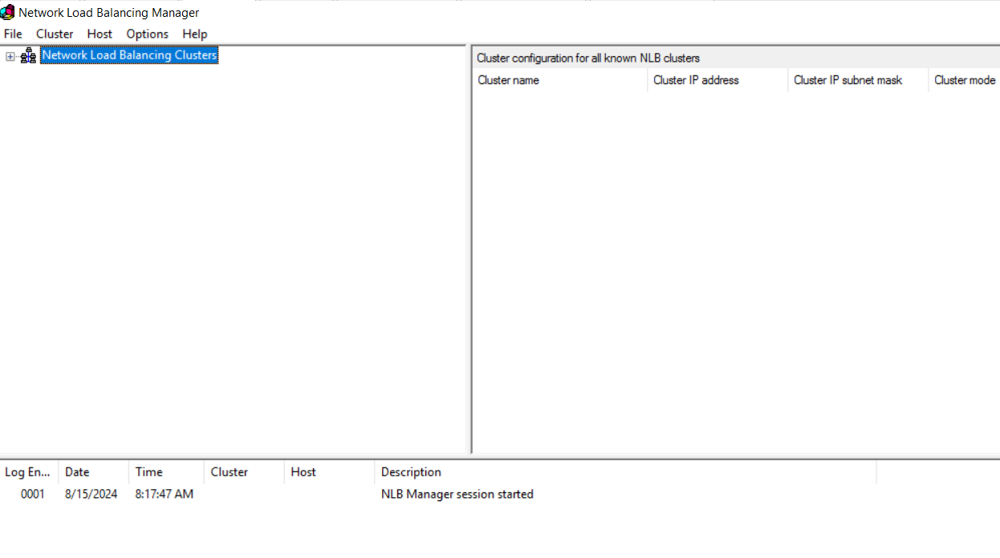 Network Load Balancing Manager
File Cluster Host Options Help
Network Load Balancing Clusters
Cluster configuration for all known NLB clusters
Cluster name Cluster IP address Cluster IP subnet mask Cluster mode
Log En... Date Time Cluster Host Description
0001 8/15/2024 8:17:47 AM NLB Manager session started